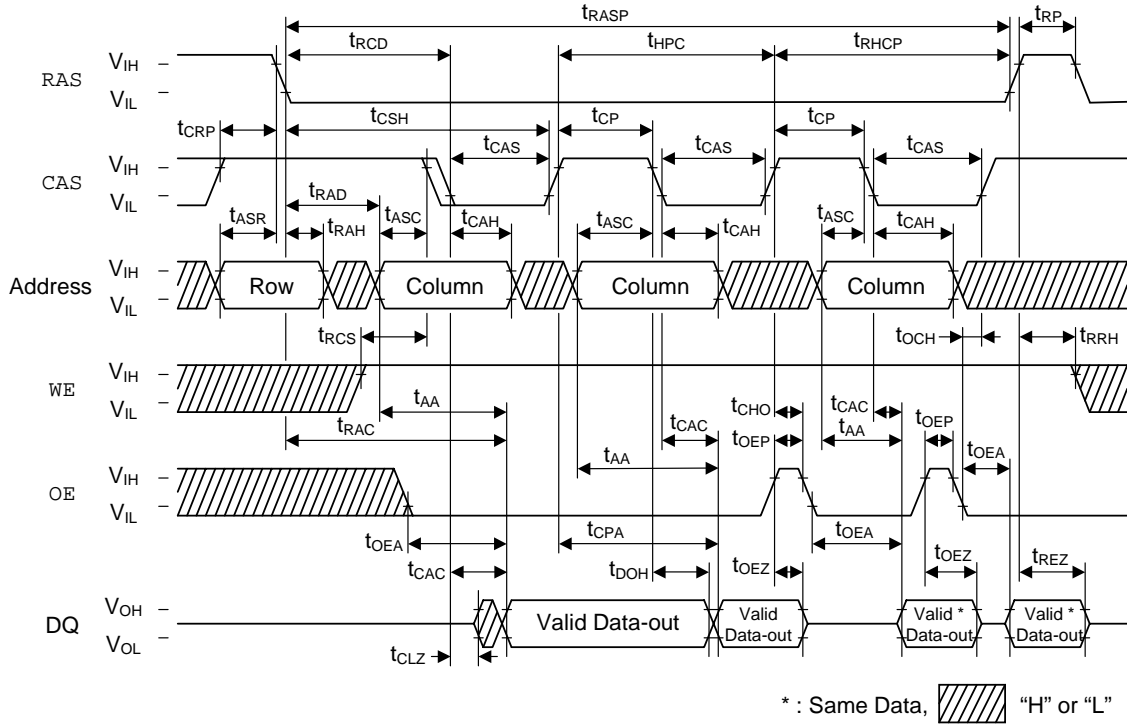 tRASP tRP
tRCD tHPC tRHCP
RAS VIH
VIL
tCRP tCSH tCP tCP
tCAS tCAS tCAS
CAS VIH
VIL
tRAD
tASR tRAH tASC tCAH tASC tCAH tASC tCAH
Address VIH
VIL
Row Column Column Column
tRCS tOCH tRRH
WE VIH
VIL
tAA tCHO tCAC
tRAC tCAC tOEP tAA tOEP
tAA tOEA
OE VIH
VIL
tOEA tCPA tOEA
tCAC tDOH tOEZ tOEZ tREZ
DQ VOH
VOL
Valid Data-out Valid Data-out Valid * Data-out Valid * Data-out
tCLZ
* : Same Data, “H” or “L”